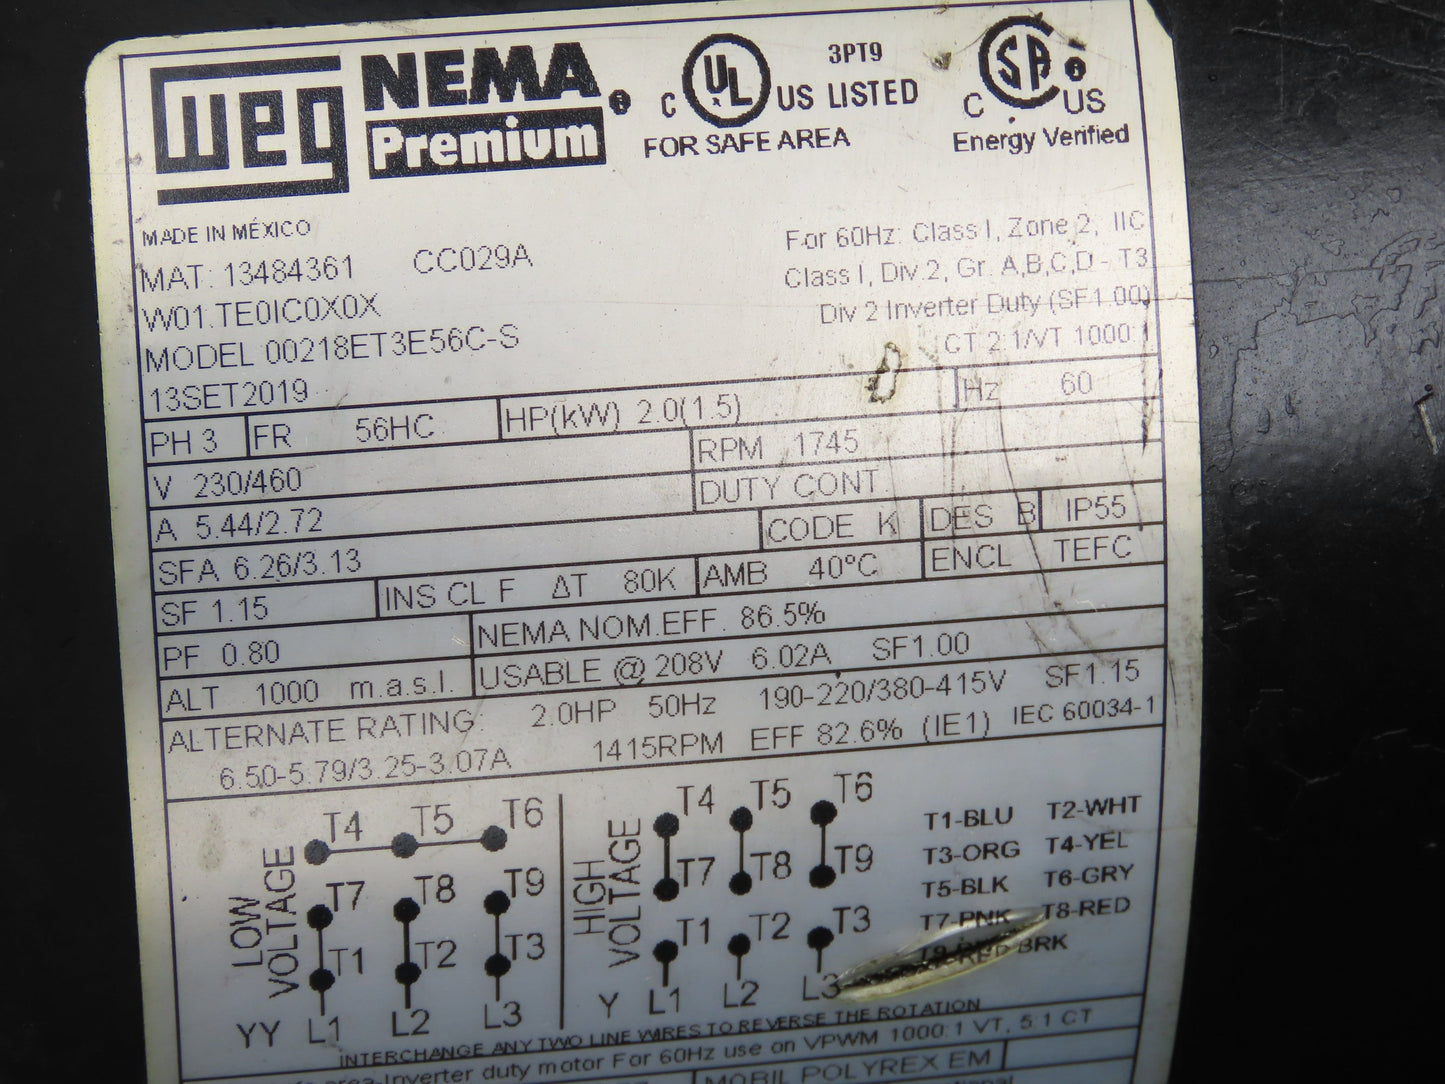 WEG NEMA Premium
C UL US LISTED 3PT9
FOR SAFE AREA
C SA US
Energy Verified
MADE IN MÉXICO
MAT: 13484361 CC029A
W01.TE0IC0X0X
MODEL 00218ET3E56C-S
13SET2019
For 60Hz: Class I, Zone 2, IIC
Class I, Div 2, Gr. A,B,C,D - T3
Div 2 Inverter Duty (SF1.00)
CT 2:1/VT 1000:1
PH 3 FR 56HC HP(kW) 2.0(1.5) Hz 60
V 230/460 RPM 1745
A 5.44/2.72 DUTY CONT.
SFA 6.26/3.13 CODE K DES B IP55
SF 1.15 INS CL F ΔT 80K AMB 40°C ENCL TEFC
PF 0.80 NEMA NOM.EFF. 86.5%
ALT 1000 m.a.s.l. USABLE @ 208V 6.02A SF1.00
ALTERNATE RATING: 2.0HP 50Hz 190-220/380-415V SF1.15
6.50-5.79/3.25-3.07A 1415RPM EFF 82.6% (IE1) IEC 60034-1
LOW VOLTAGE
T4 T5 T6
T7 T8 T9
T1 T2 T3
YY L1 L2 L3
HIGH VOLTAGE
T4 T5 T6
T7 T8 T9
T1 T2 T3
Y L1 L2 L3
T1-BLU T2-WHT
T3-ORG T4-YEL
T5-BLK T6-GRY
T7-PNK T8-RED
T9-RED BRK
INTERCHANGE ANY TWO LINE WIRES TO REVERSE THE ROTATION
area-Inverter duty motor For 60Hz use on VPWM 1000:1 VT, 5:1 CT
MOBIL POLYREX EM